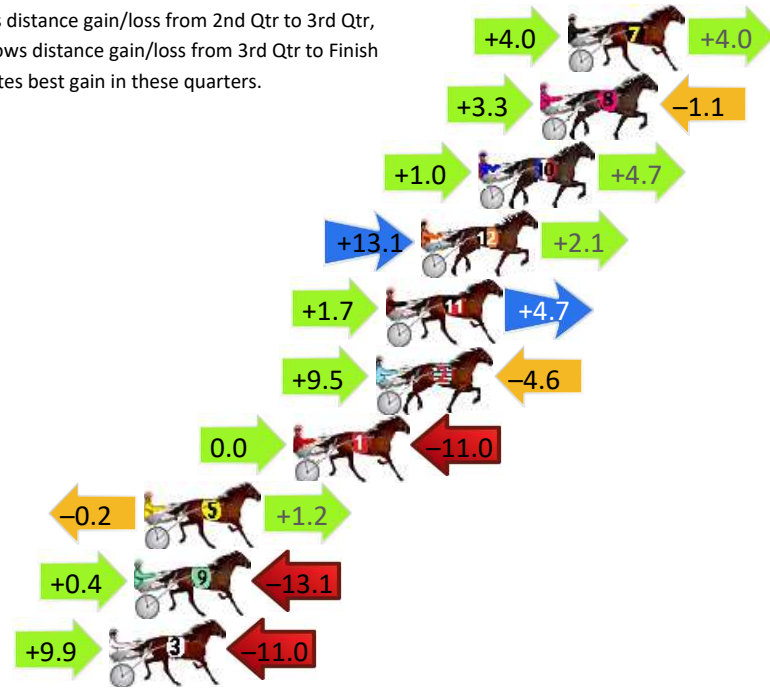 s distance gain/loss from 2nd Qtr to 3rd Qtr,
ows distance gain/loss from 3rd Qtr to Finish
tes best gain in these quarters.
+4.0 7 +4.0
+3.3 8 –1.1
+1.0 10 +4.7
+13.1 12 +2.1
+1.7 11 +4.7
+9.5 2 –4.6
0.0 1 –11.0
–0.2 5 +1.2
+0.4 9 –13.1
+9.9 3 –11.0